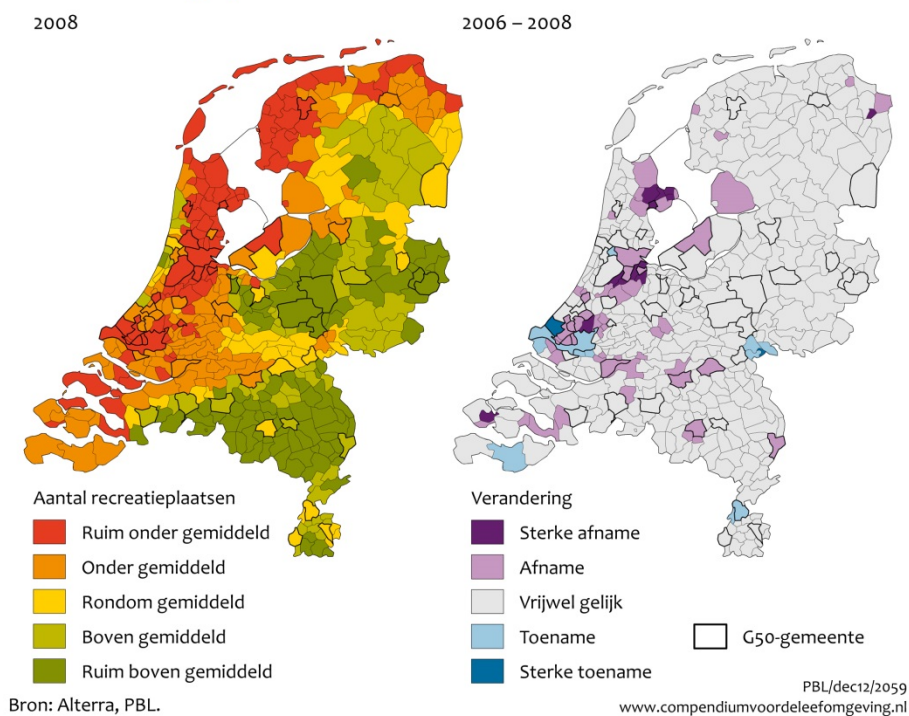 2008
2006 – 2008
Aantal recreatieplaatsen
Ruim onder gemiddeld
Onder gemiddeld
Rondom gemiddeld
Boven gemiddeld
Ruim boven gemiddeld
Verandering
Sterke afname
Afname
Vrijwel gelijk
Toename
Sterke toename
G50-gemeente
Bron: Alterra, PBL.
PBL/dec12/2059
www.compendiumvoordeleefomgeving.nl